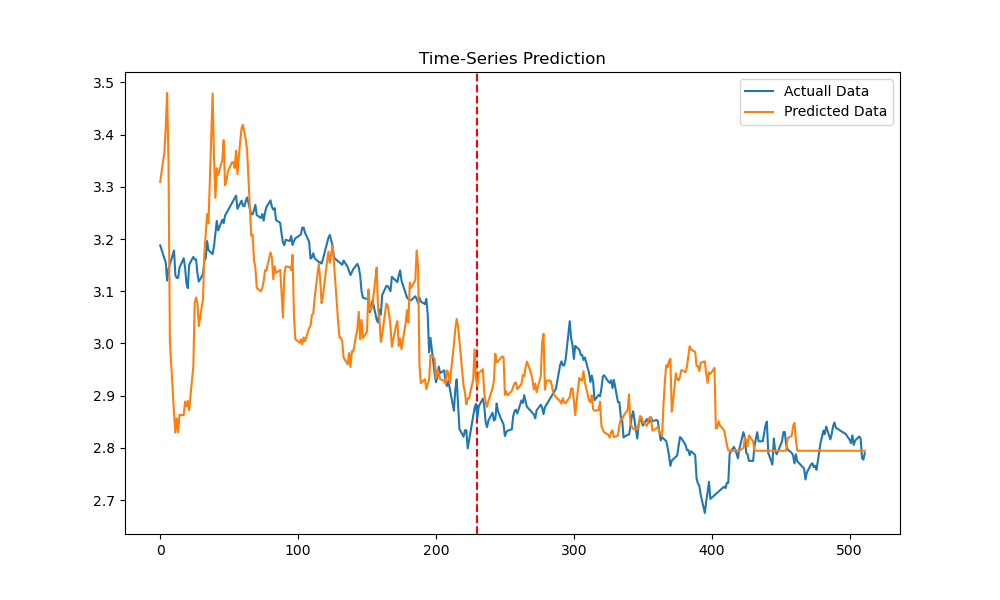 Time-Series Prediction
Actuall Data
Predicted Data
3.5
3.4
3.3
3.2
3.1
3.0
2.9
2.8
2.7
0 100 200 300 400 500